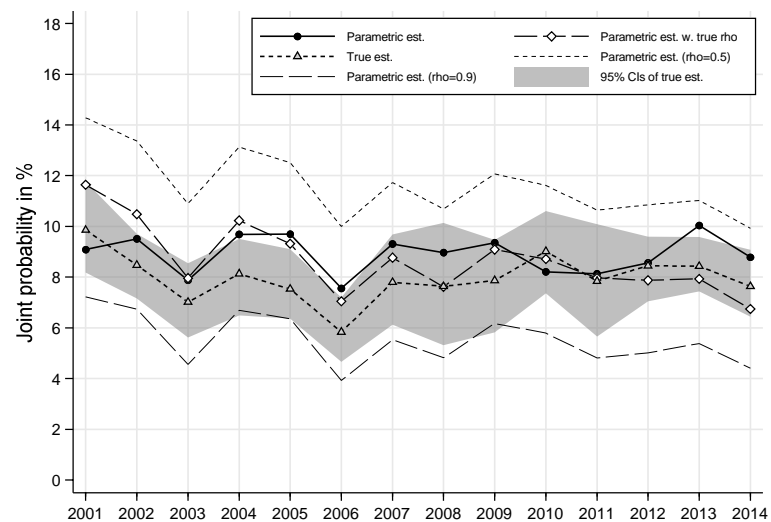 Joint probability in %
18
16
14
12
10
8
6
4
2
0
Parametric est.
Parametric est. w. true rho
True est.
Parametric est. (rho=0.5)
Parametric est. (rho=0.9)
95% CIs of true est.
2001 2002 2003 2004 2005 2006 2007 2008 2009 2010 2011 2012 2013 2014